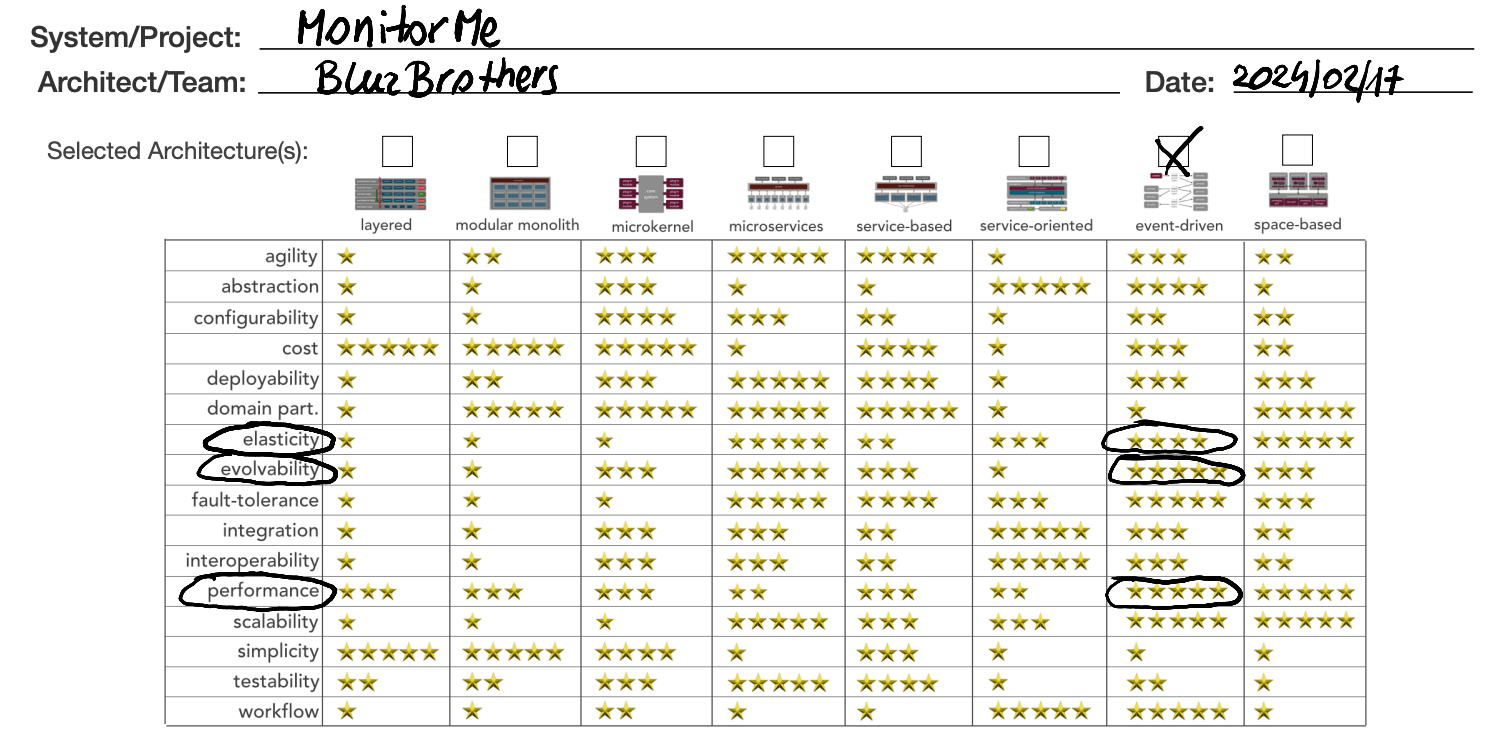 System/Project: MonitorMe
Architect/Team: BlueBrothers Date: 2024/02/17
Selected Architecture(s):
layered modular monolith microkernel microservices service-based service-oriented event-driven space-based
agility
abstraction
configurability
cost
deployability
domain part.
elasticity
evolvability
fault-tolerance
integration
interoperability
performance
scalability
simplicity
testability
workflow